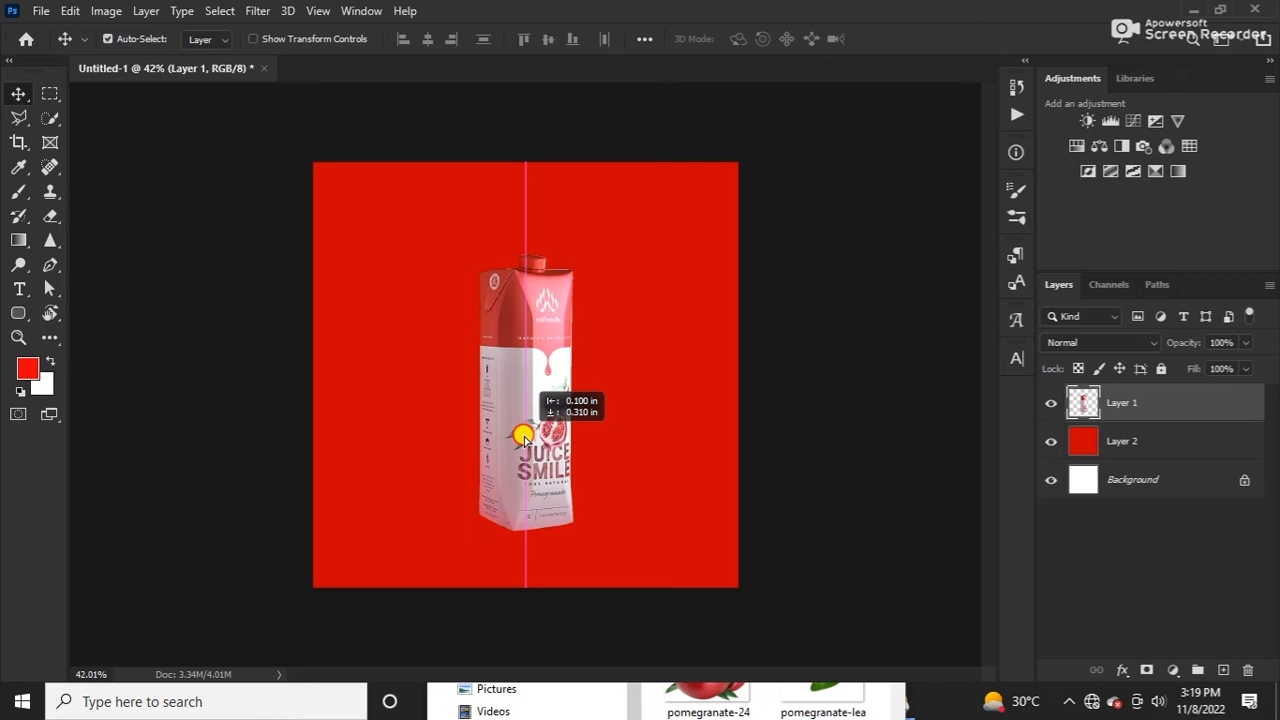 Ps File Edit Image Layer Type Select Filter 3D View Window Help
Apowersoft
Screen Recorder
Auto-Select: Layer Show Transform Controls 3D Mode:
Untitled-1 @ 42% (Layer 1, RGB/8) * ×
Adjustments Libraries
Add an adjustment
Layers Channels Paths
Kind
Normal Opacity: 100%
Lock: Fill: 100%
Layer 1
Layer 2
Background
0.100 in
0.310 in
JUICE
SMILE
Pomegranate
42.01% Doc: 3.34M/4.01M
Pictures
Videos
pomegranate-24
pomegranate-lea
Type here to search
30°C
3:19 PM
11/8/2022